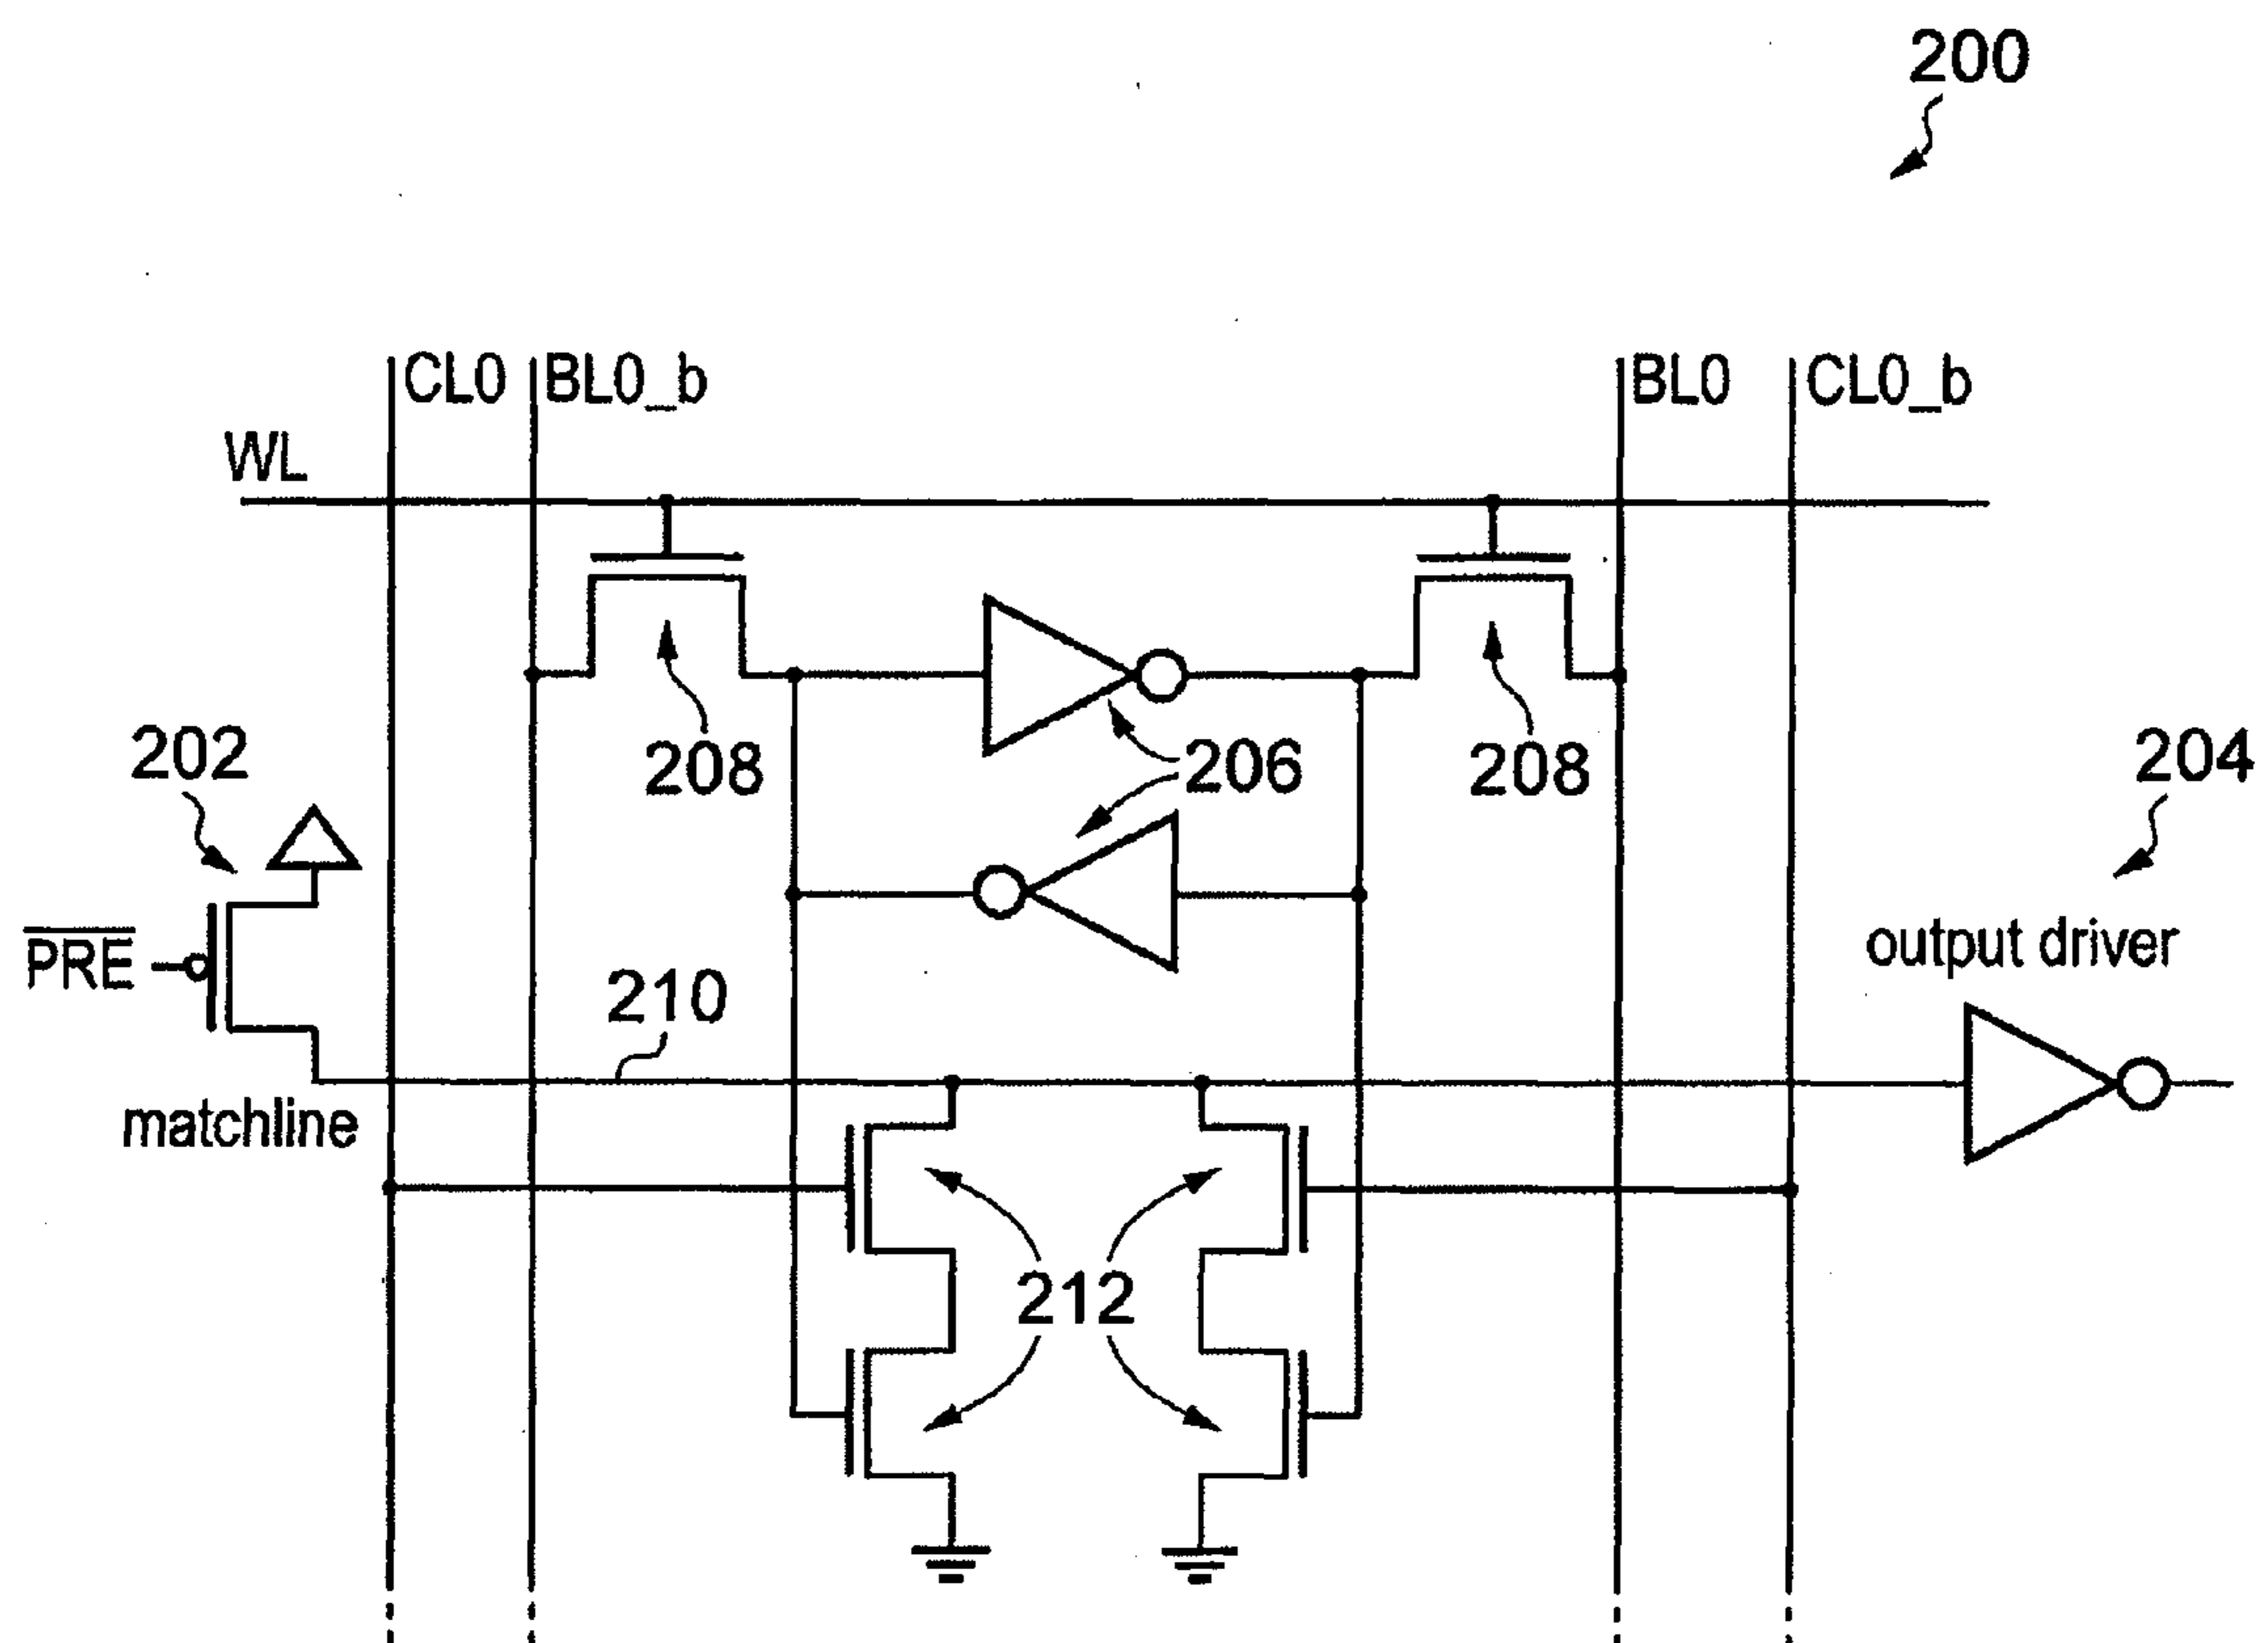 200
CL0
BL0_b
BL0
CL0_b
WL
202
208
206
208
204
PRE
210
output driver
matchline
212